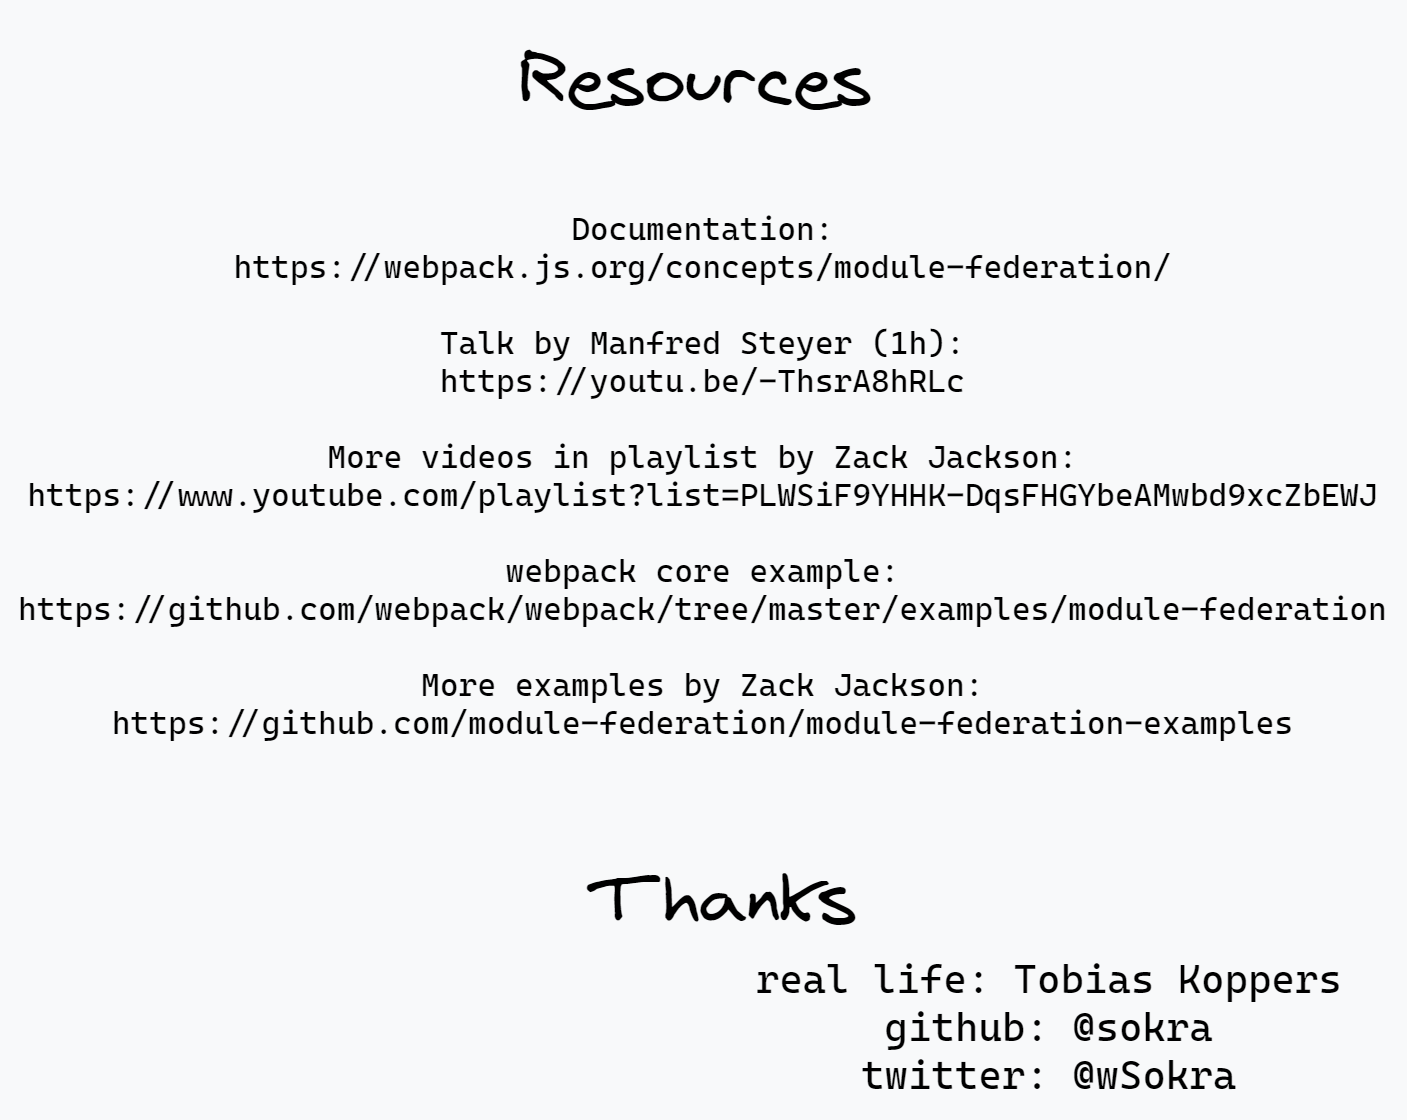 Resources
Documentation:
https://webpack.js.org/concepts/module-federation/
Talk by Manfred Steyer (1h):
https://youtu.be/-ThsrA8hRLc
More videos in playlist by Zack Jackson:
https://www.youtube.com/playlist?list=PLWSiF9YHHK-DqsFHGYbeAMwbd9xcZbEWJ
webpack core example:
https://github.com/webpack/webpack/tree/master/examples/module-federation
More examples by Zack Jackson:
https://github.com/module-federation/module-federation-examples
Thanks
real life: Tobias Koppers
github: @sokra
twitter: @wSokra